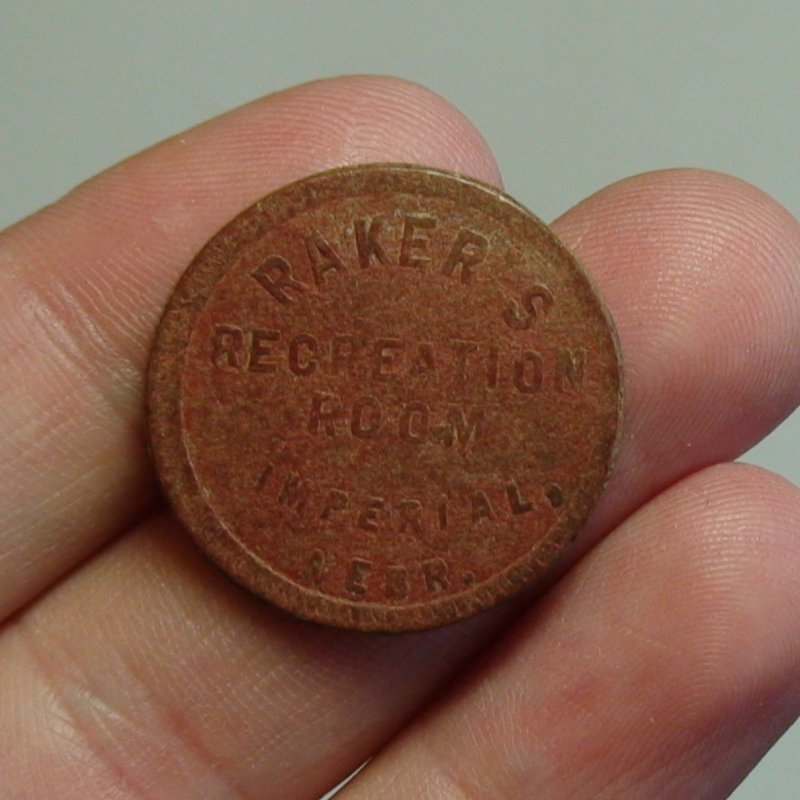 RAKER'S
RECREATION
ROOM
IMPERIAL,
NEBR.